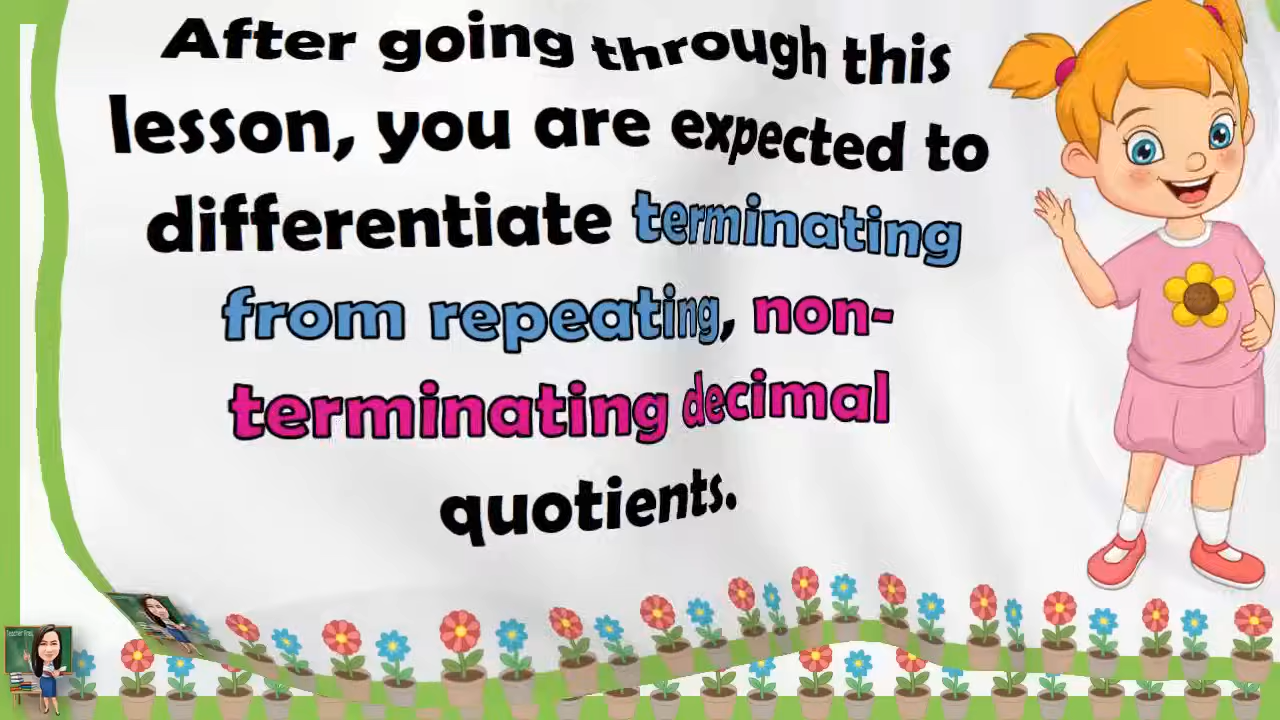 After going through this
lesson, you are expected to
differentiate terminating
from repeating, non-
terminating decimal
quotients.